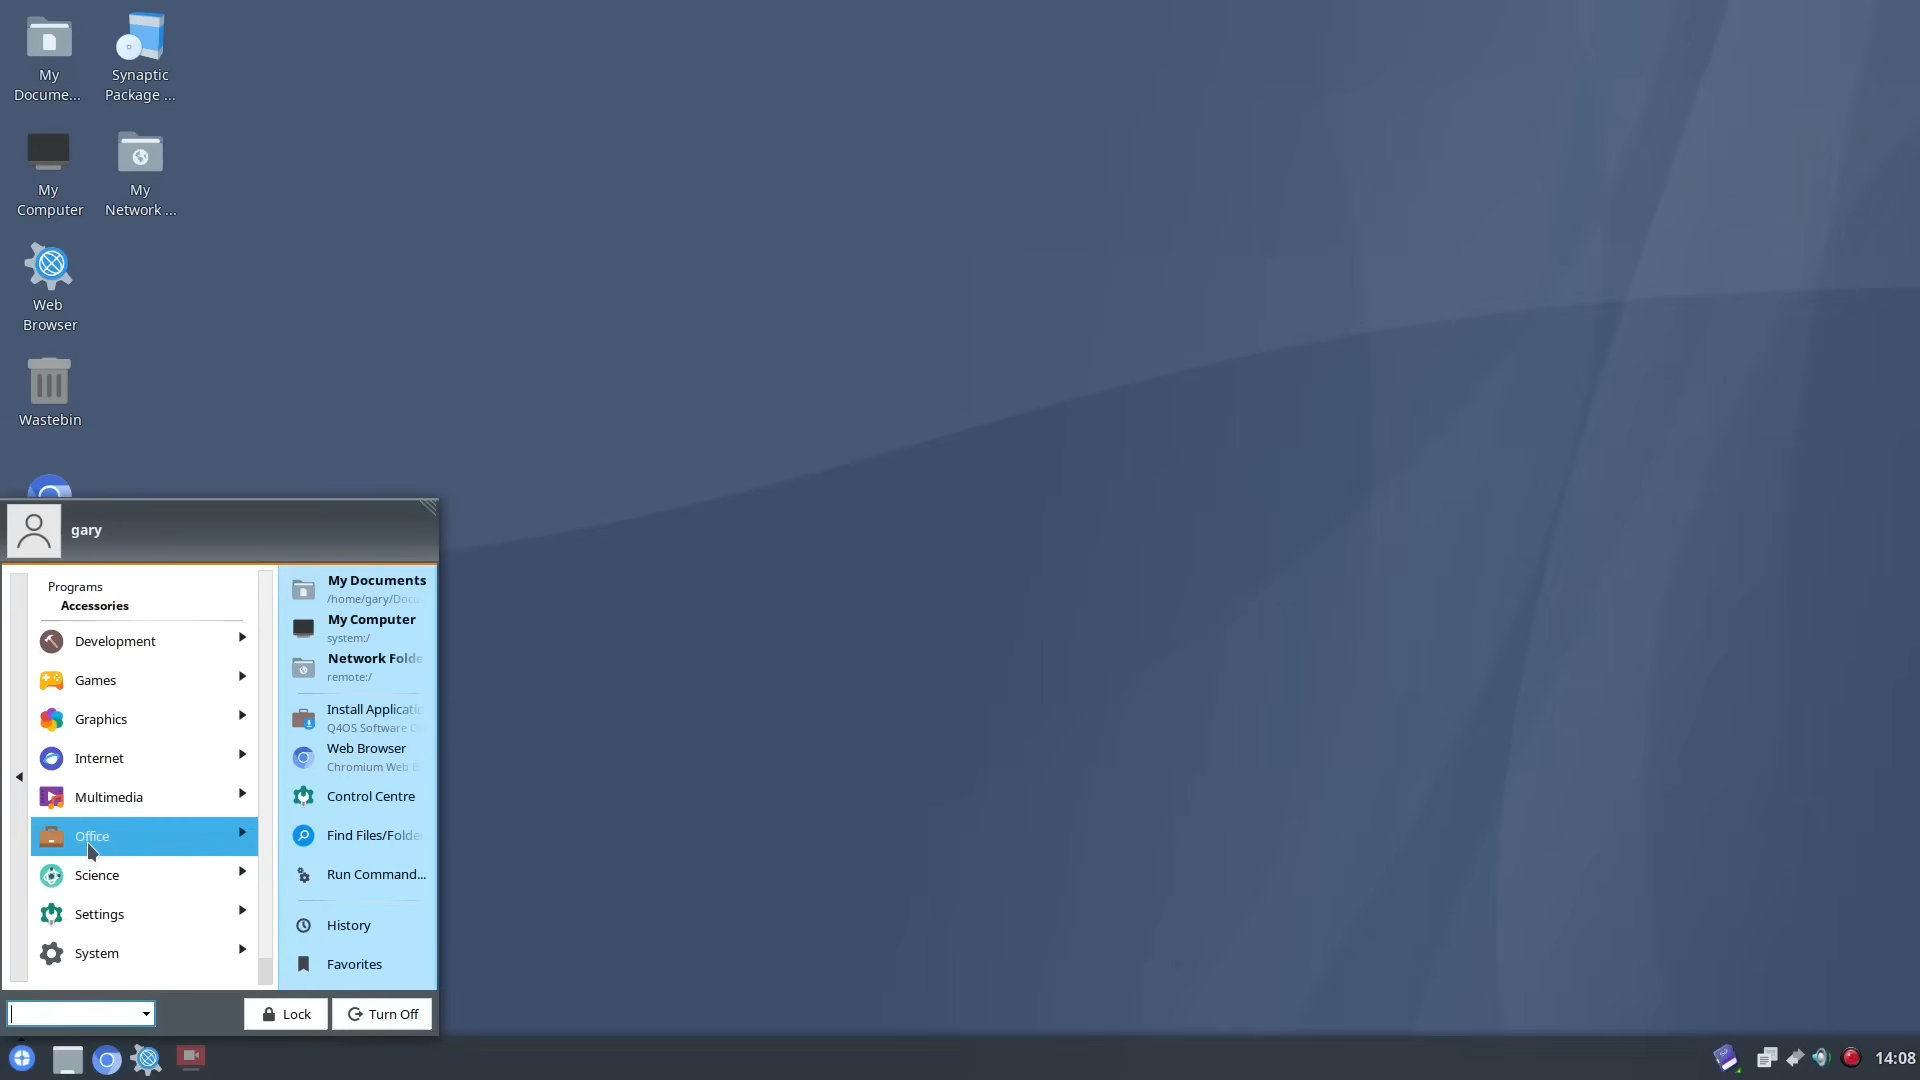 My
Docume...
Synaptic
Package ...
My
Computer
My
Network ...
Web
Browser
Wastebin
gary
Programs
Accessories
Development
Games
Graphics
Internet
Multimedia
Office
Science
Settings
System
My Documents
/home/gary/Docu
My Computer
system:/
Network Folde
remote:/
Install Applicatio
Q4OS Software C
Web Browser
Chromium Web B
Control Centre
Find Files/Folde
Run Command...
History
Favorites
Lock
Turn Off
14:08